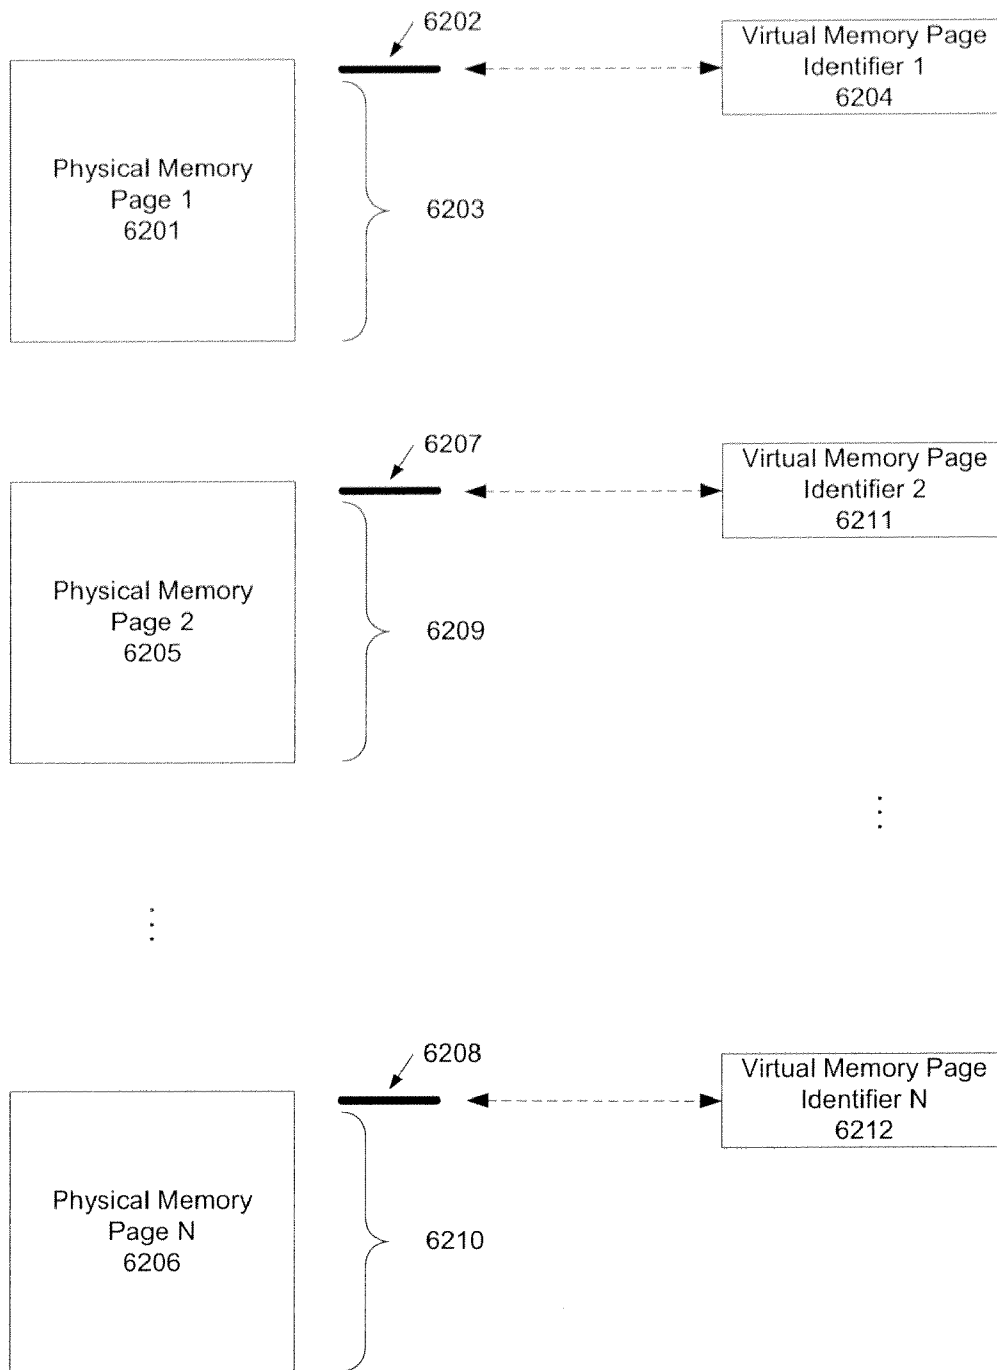 6202
Virtual Memory Page
Identifier 1
6204
Physical Memory
Page 1
6201
6203
6207
Virtual Memory Page
Identifier 2
6211
Physical Memory
Page 2
6205
6209
6208
Virtual Memory Page
Identifier N
6212
Physical Memory
Page N
6206
6210